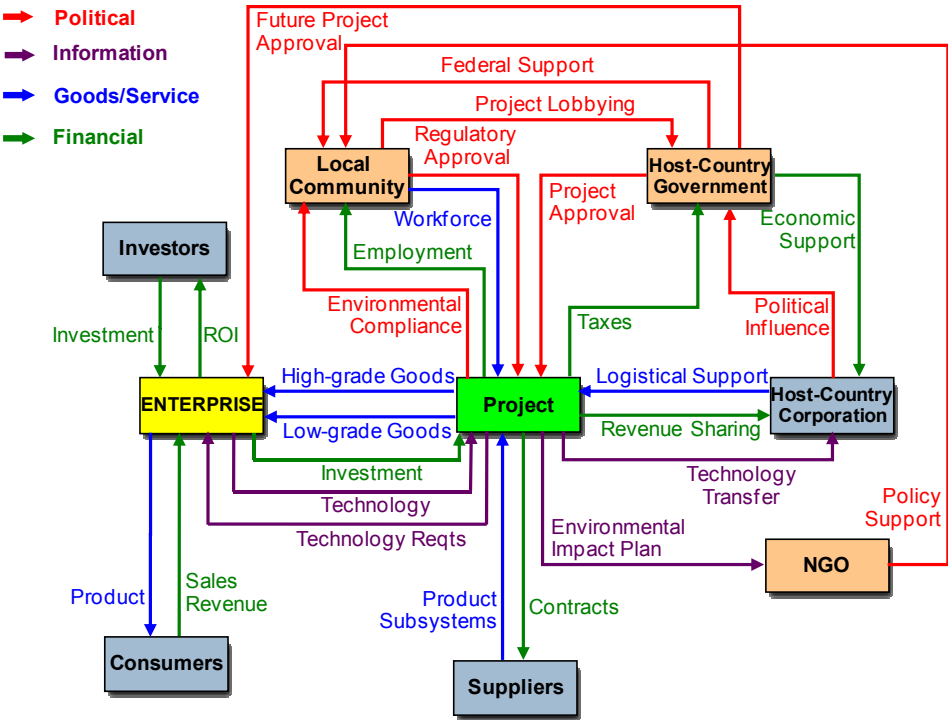 Political
Information
Goods/Service
Financial
Future Project
Approval
Federal Support
Project Lobbying
Regulatory
Approval
Local
Community
Host-Country
Government
Workforce
Project
Approval
Economic
Support
Employment
Investors
Environmental
Compliance
Taxes
Political
Influence
Investment
ROI
High-grade Goods
Logistical Support
ENTERPRISE
Project
Host-Country
Corporation
Low-grade Goods
Revenue Sharing
Investment
Technology
Technology
Transfer
Technology Reqts
Environmental
Impact Plan
Policy
Support
NGO
Product
Sales
Revenue
Product
Subsystems
Contracts
Consumers
Suppliers